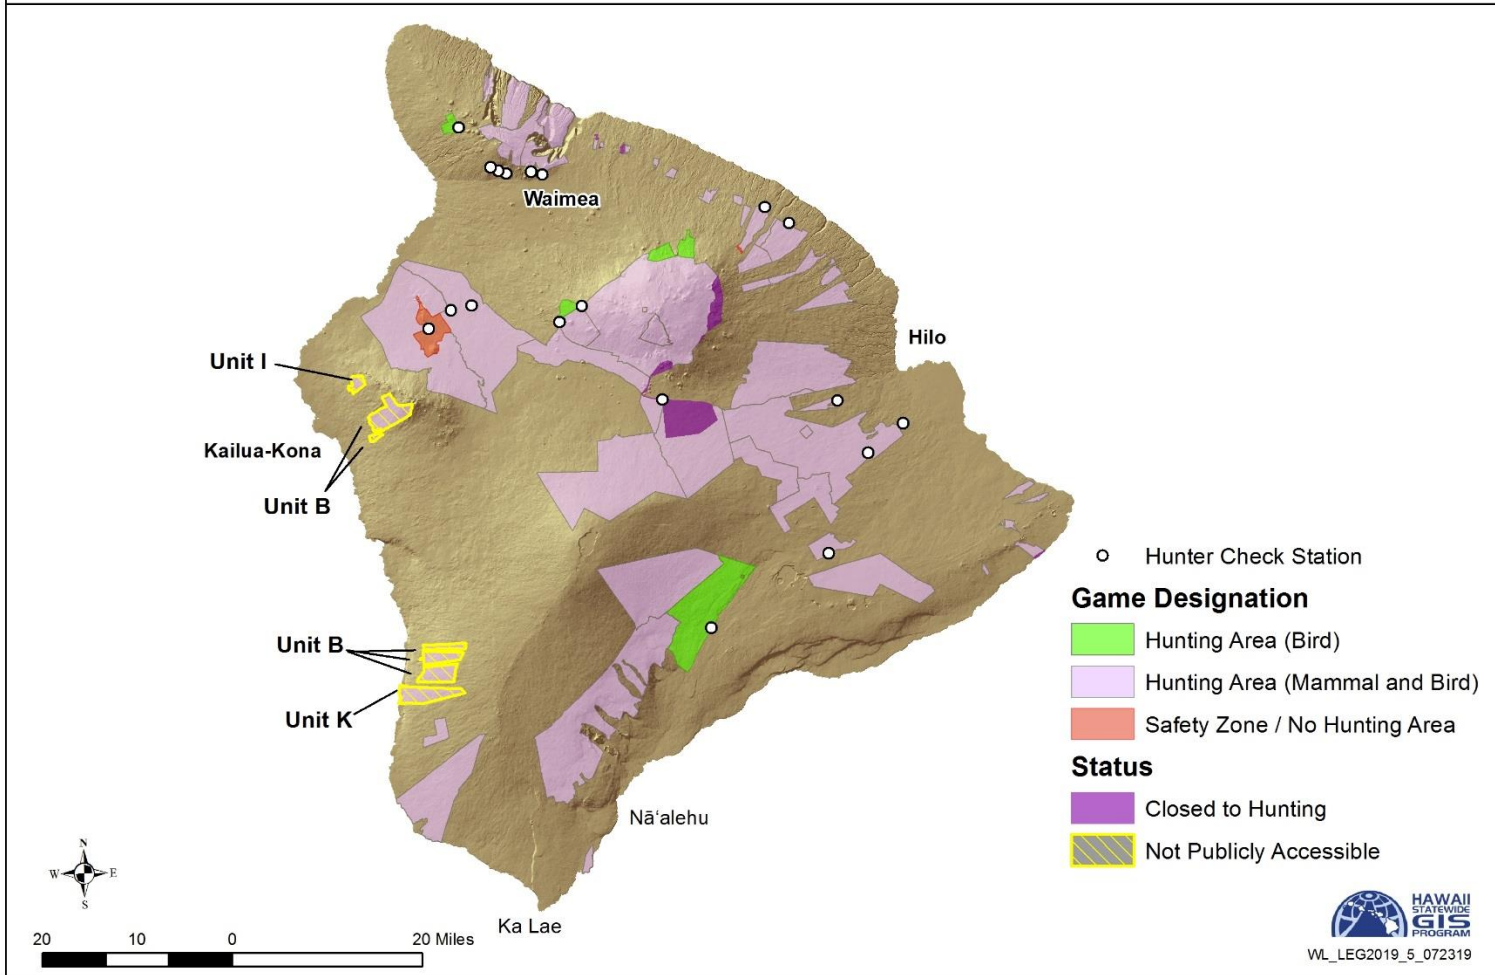 Waimea
Hilo
Unit I
Kailua-Kona
Unit B
Hunter Check Station
Game Designation
Hunting Area (Bird)
Unit B
Hunting Area (Mammal and Bird)
Unit K
Safety Zone / No Hunting Area
Status
Closed to Hunting
Nā‘alehu
Not Publicly Accessible
N
W E
S
Ka Lae
20 10 0 20 Miles
HAWAII
STATEWIDE
GIS
PROGRAM
WL_LEG2019_5_072319